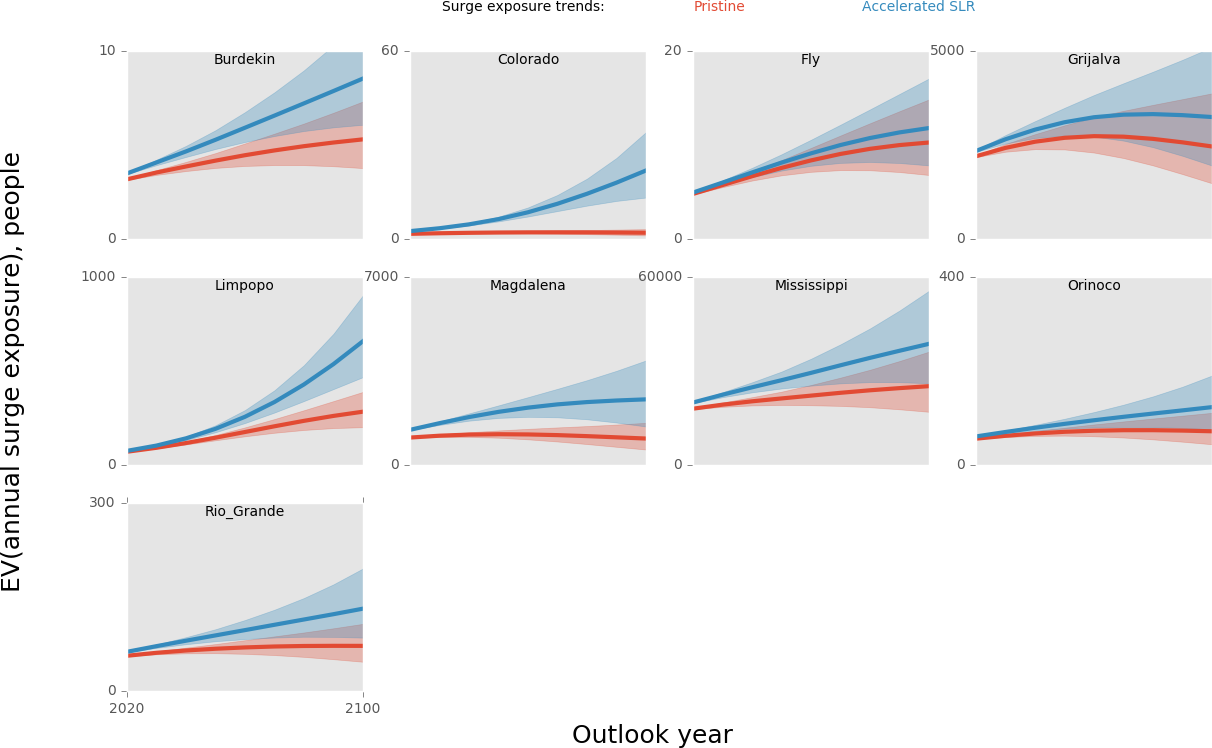 Surge exposure trends: Pristine Accelerated SLR
10 60 20 5000
Burdekin Colorado Fly Grijalva
0 0 0 0
1000 7000 60000 400
Limpopo Magdalena Mississippi Orinoco
0 0 0 0
300
Rio_Grande
0
2020 2100
EV(annual surge exposure), people
Outlook year